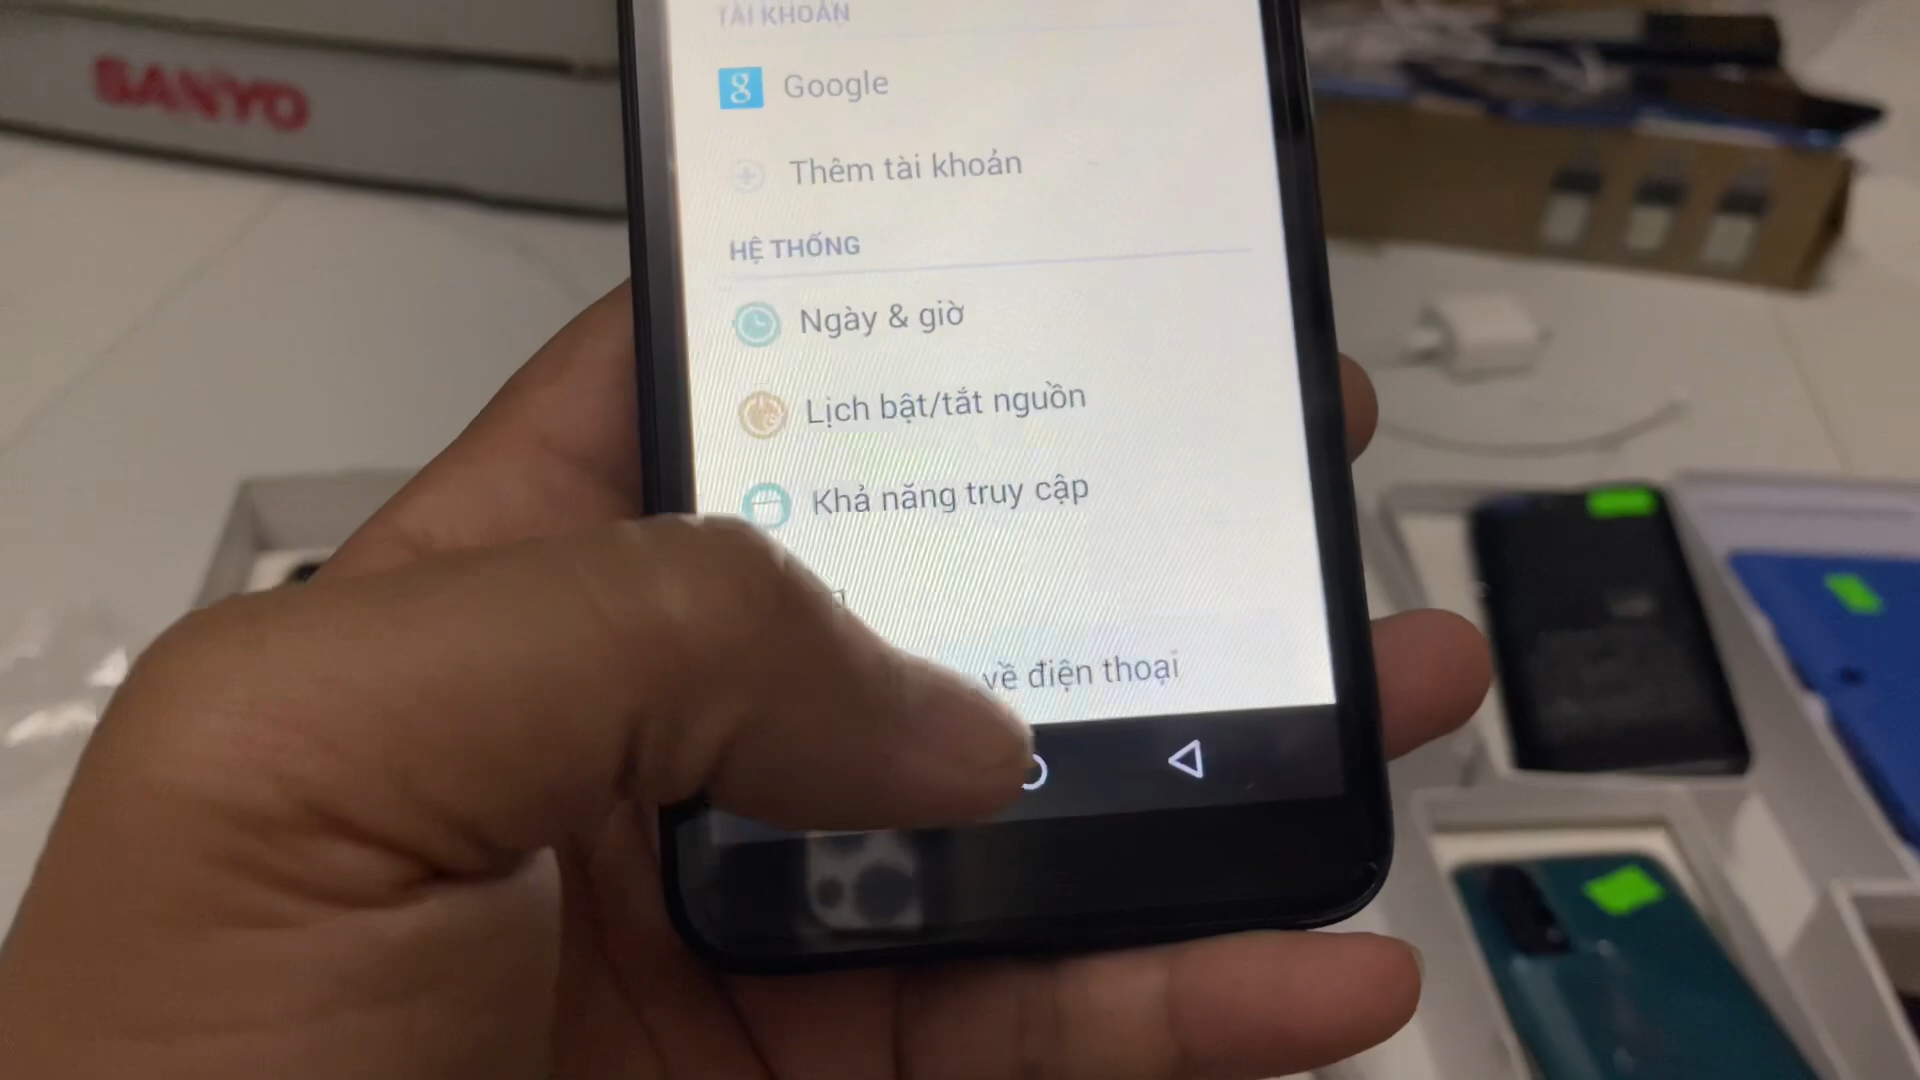 SANYO
TÀI KHOẢN
Google
Thêm tài khoản
HỆ THỐNG
Ngày & giờ
Lịch bật/tắt nguồn
Khả năng truy cập
về điện thoại